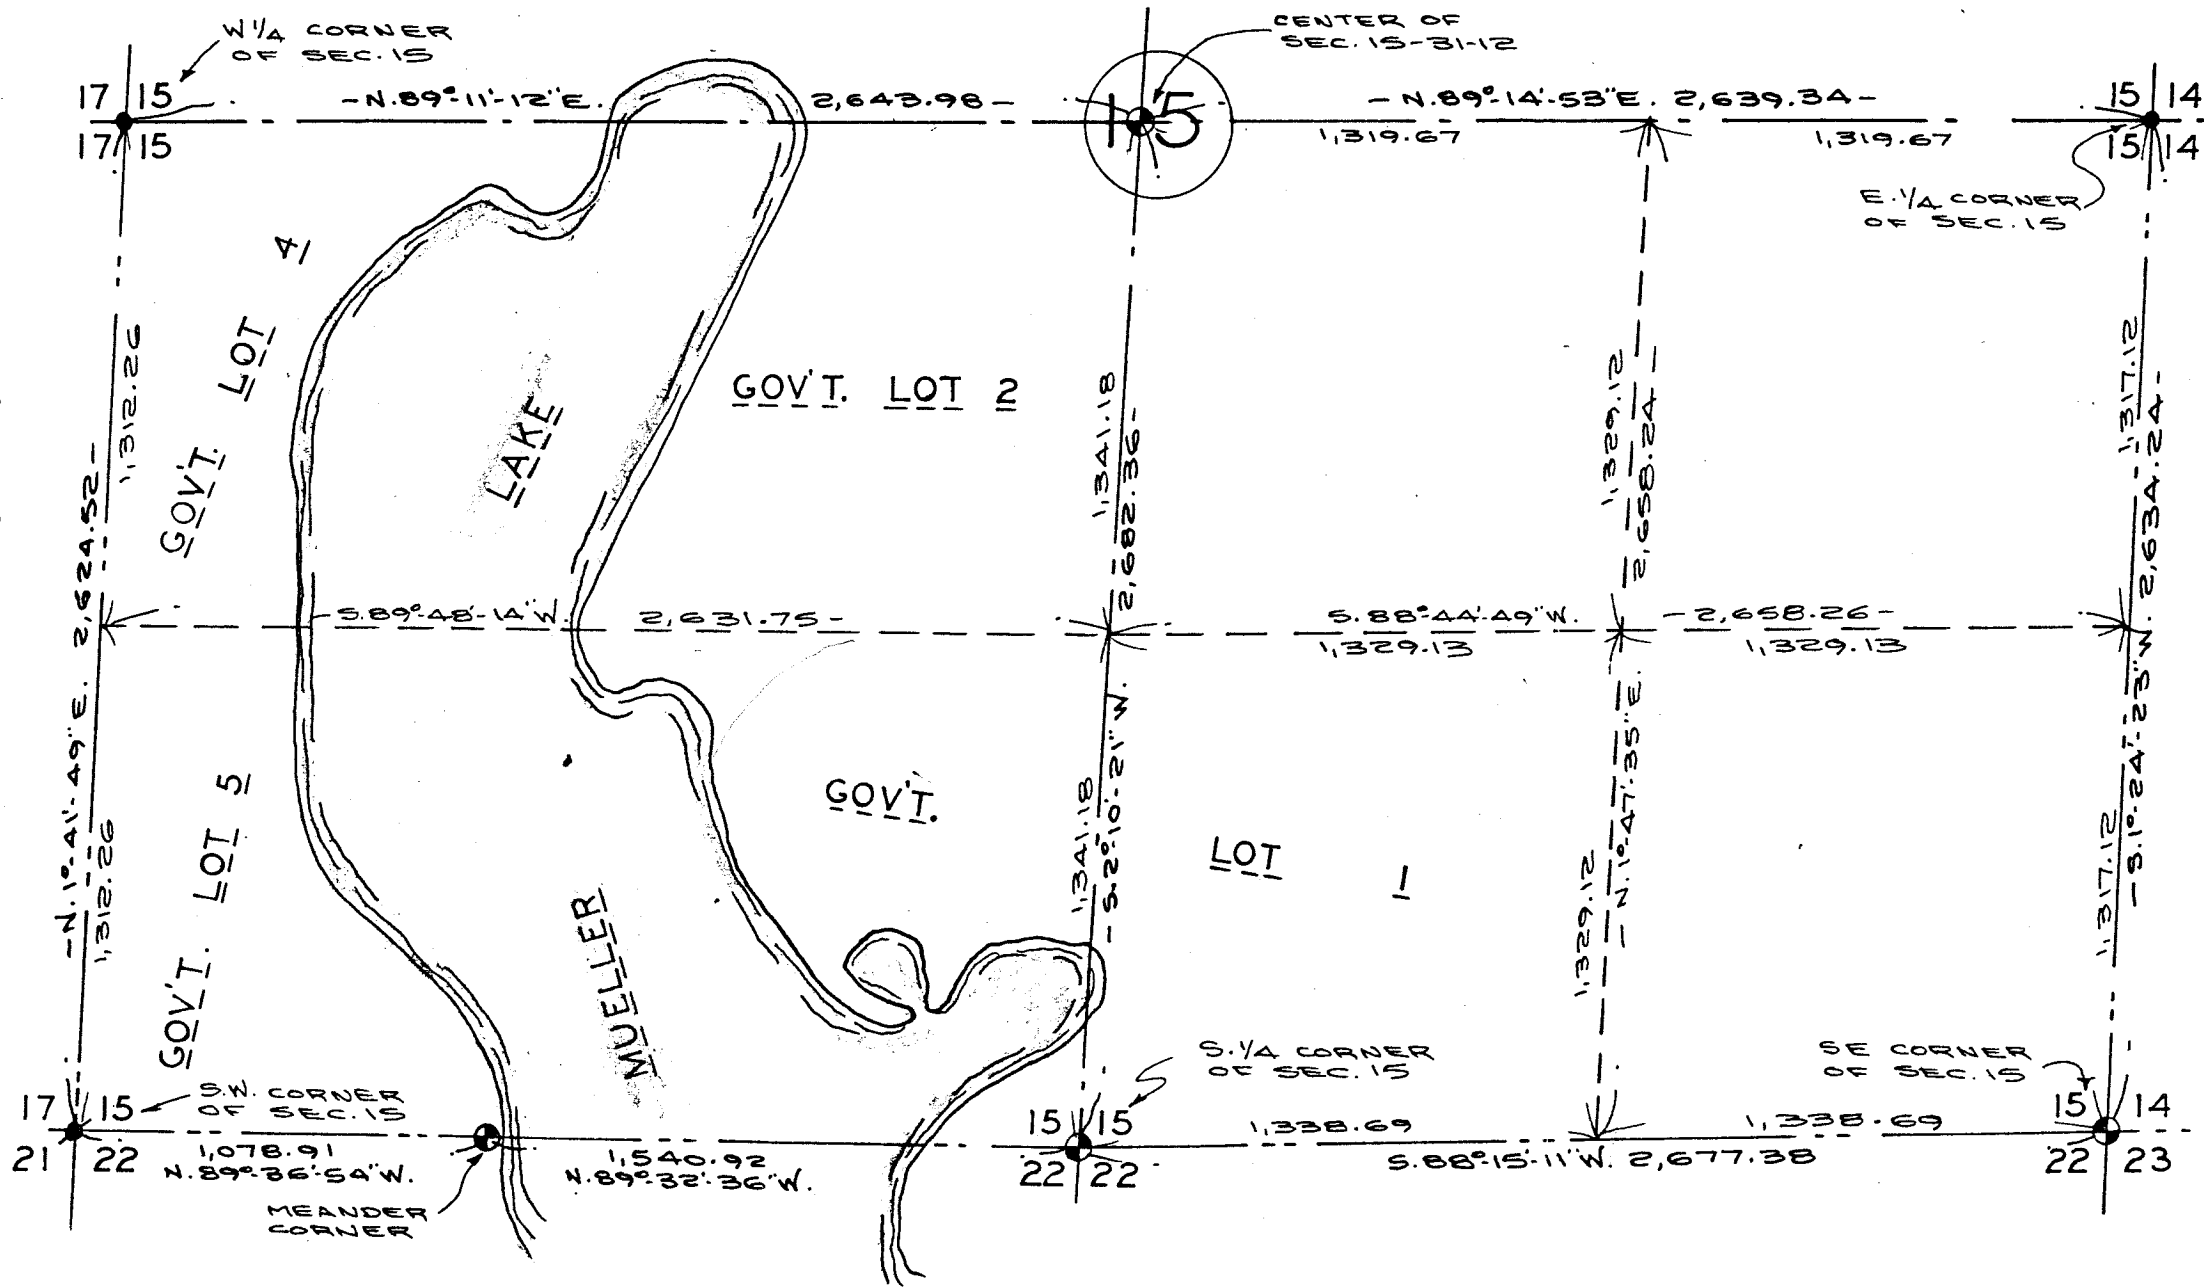 W 1/4 CORNER
OF SEC. 15
CENTER OF
SEC. 15-31-12
17 15
-N. 89°-11'-12"E. 2,643.98-
15
-N. 89°-14'-53"E. 2,639.34-
15 14
17 15
1,319.67
1,319.67
15 14
E. 1/4 CORNER
OF SEC. 15
GOV'T. LOT 4
1,312.26
-N. 1°-41'-49"E. 2,624.52-
1,312.26
LAKE
GOV'T. LOT 2
1,341.18
2,682.36-
1,329.12
2,658.24-
1,317.12
2,634.24-
S. 89°-48'-14"W. 2,631.75-
S. 88°-44'-49"W. -2,658.26-
1,329.13
1,329.13
GOV'T. LOT 5
MUELLER
GOV'T. LOT 1
1,341.18
-S. 2°-10'-21"W.
1,329.12
-N. 1°-47'-35"E.
1,317.12
-S. 1°-24'-23"W.
S. 1/4 CORNER
OF SEC. 15
SE CORNER
OF SEC. 15
S.W. CORNER
OF SEC. 15
17 15
15 15
15 14
1,338.69
1,338.69
21 22
1,078.91
N. 89°-36'-54"W.
1,540.92
N. 89°-32'-36"W.
22 22
S. 88°-15'-11"W. 2,677.38
22 23
MEANDER
CORNER